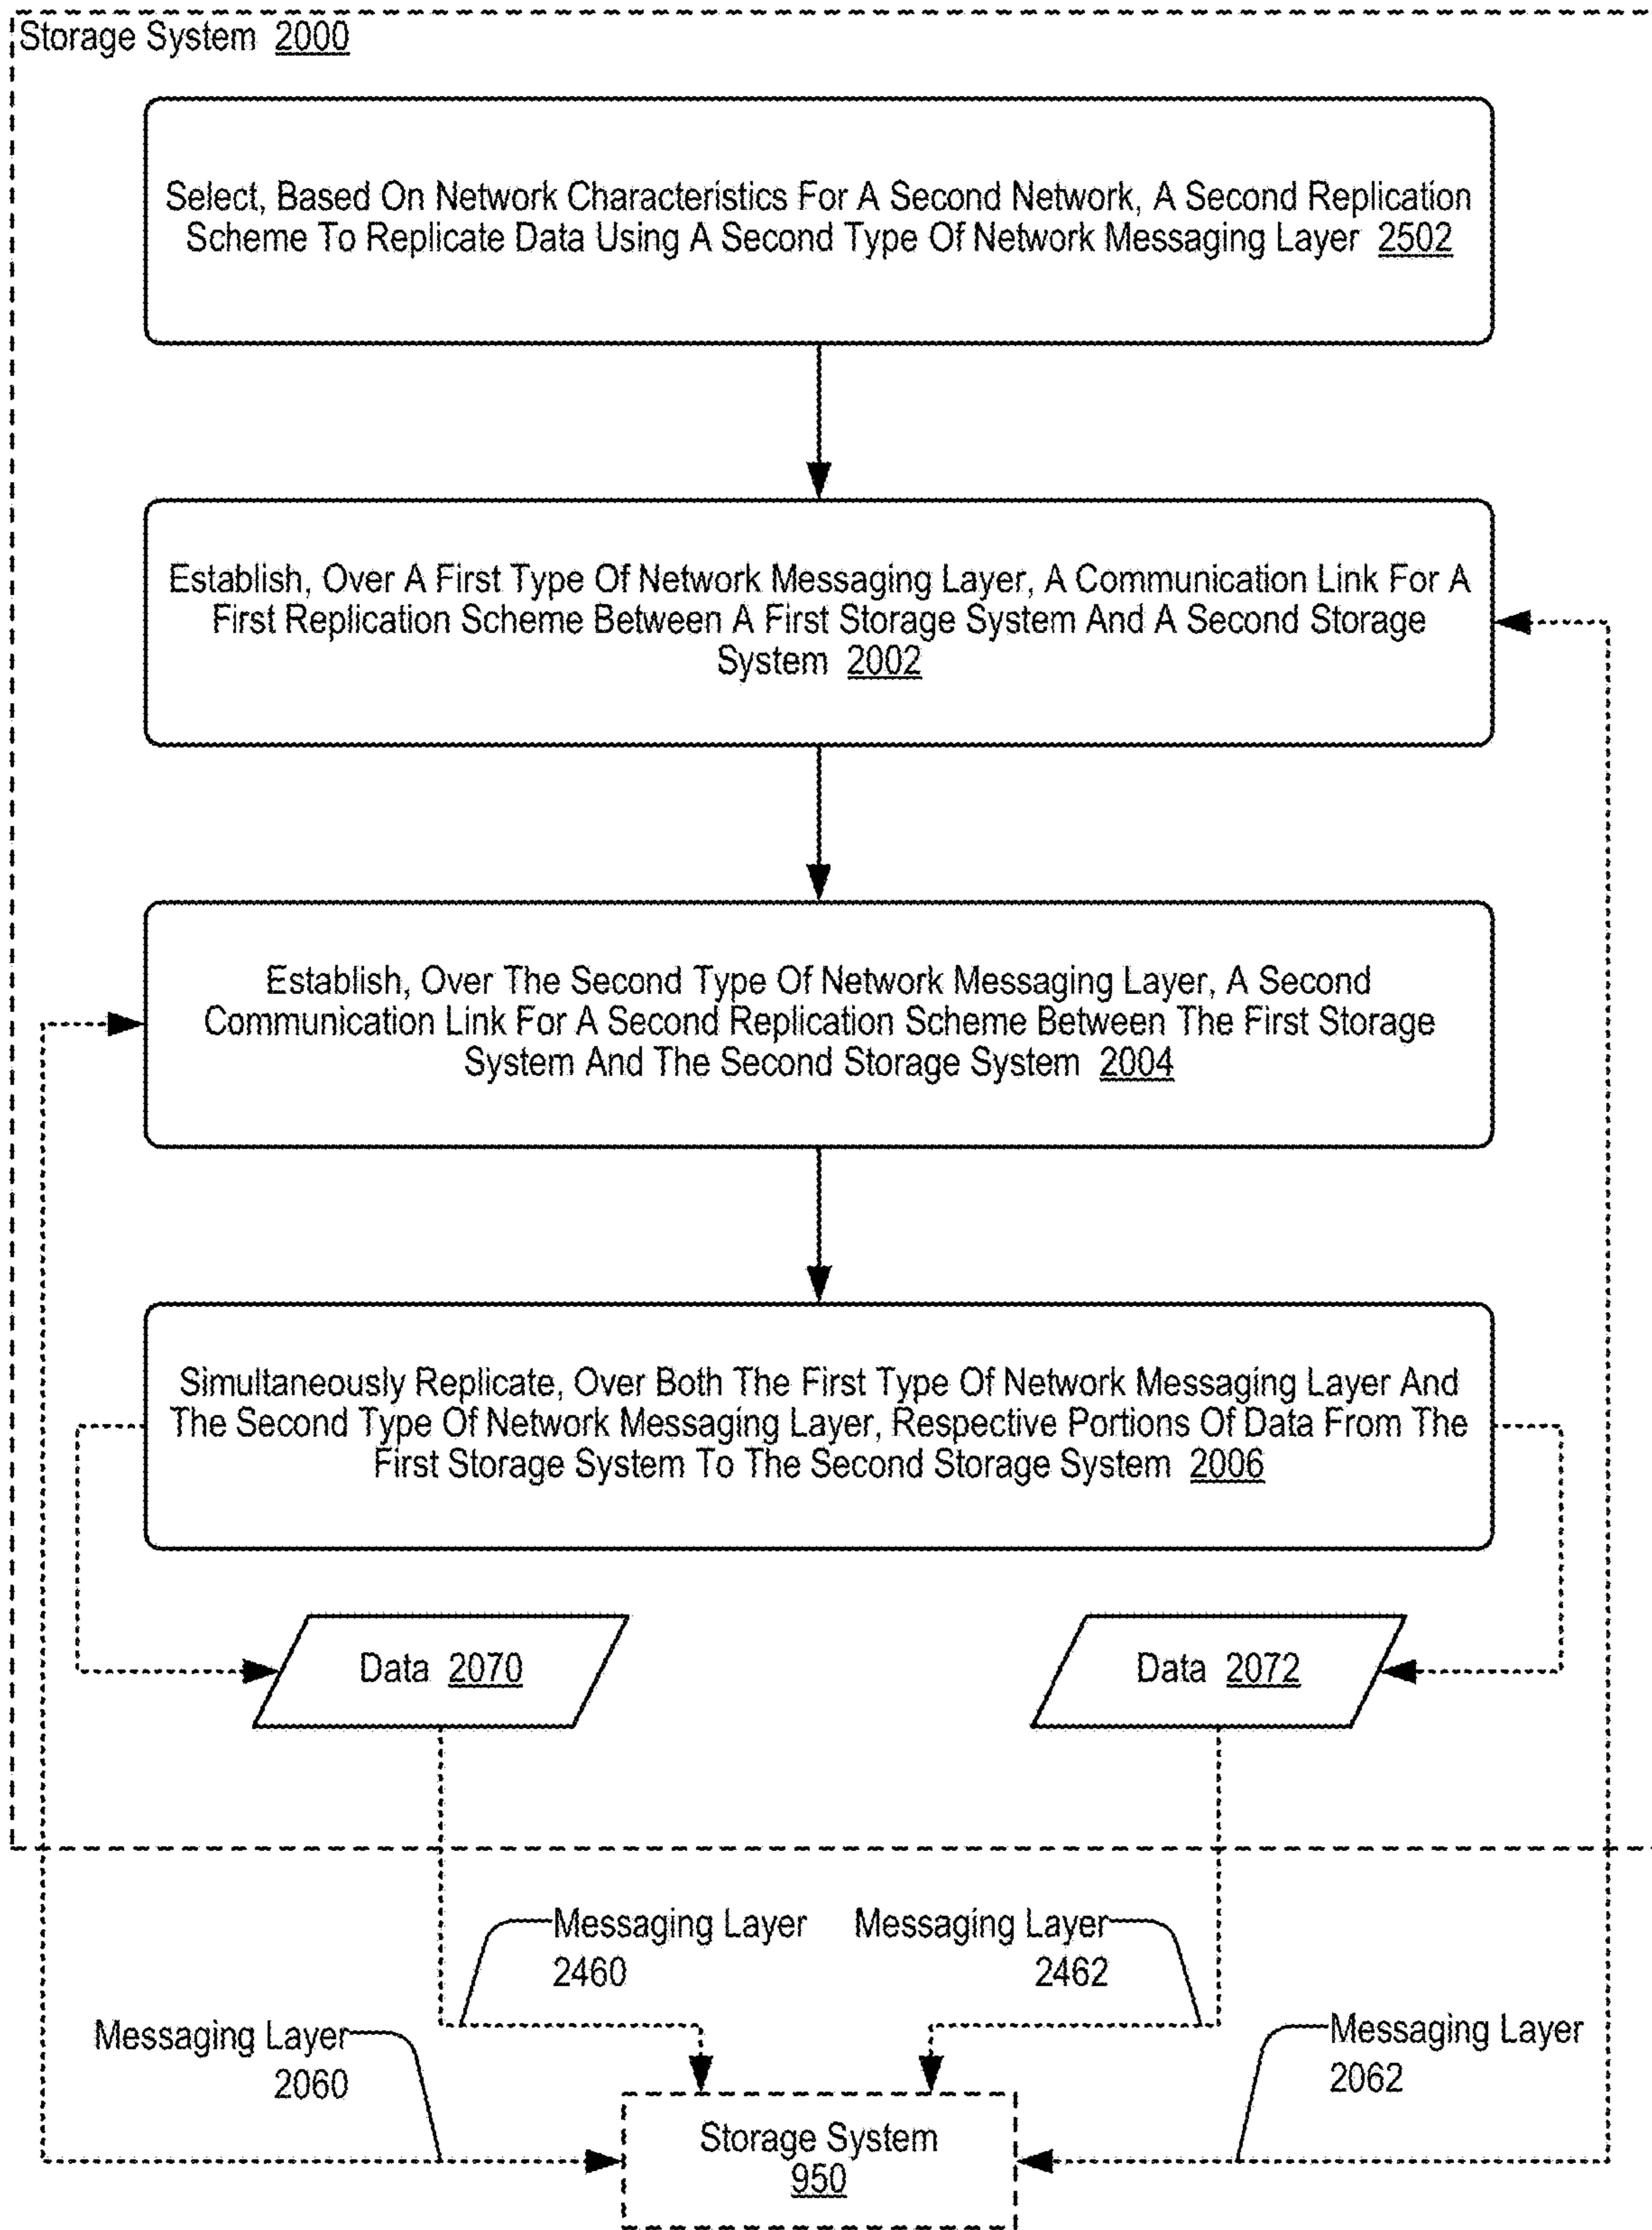 Storage System 2000
Select, Based On Network Characteristics For A Second Network, A Second Replication
Scheme To Replicate Data Using A Second Type Of Network Messaging Layer 2502
Establish, Over A First Type Of Network Messaging Layer, A Communication Link For A
First Replication Scheme Between A First Storage System And A Second Storage
System 2002
Establish, Over The Second Type Of Network Messaging Layer, A Second
Communication Link For A Second Replication Scheme Between The First Storage
System And The Second Storage System 2004
Simultaneously Replicate, Over Both The First Type Of Network Messaging Layer And
The Second Type Of Network Messaging Layer, Respective Portions Of Data From The
First Storage System To The Second Storage System 2006
Data 2070
Data 2072
Messaging Layer
2460
Messaging Layer
2462
Messaging Layer
2060
Messaging Layer
2062
Storage System
950